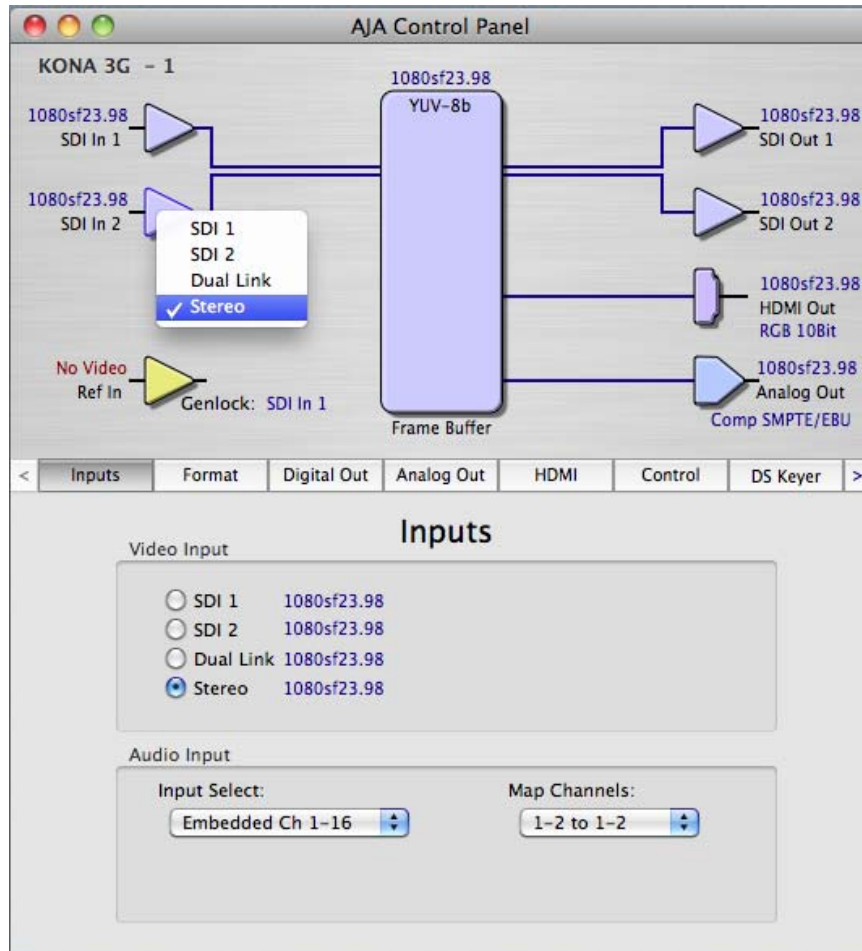 AJA Control Panel
KONA 3G - 1
1080sf23.98
YUV-8b
1080sf23.98
SDI In 1
1080sf23.98
SDI Out 1
1080sf23.98
SDI In 2
1080sf23.98
SDI Out 2
SDI 1
SDI 2
Dual Link
✓ Stereo
1080sf23.98
HDMI Out
RGB 10Bit
No Video
Ref In
Genlock: SDI In 1
1080sf23.98
Analog Out
Comp SMPTE/EBU
Frame Buffer
< Inputs Format Digital Out Analog Out HDMI Control DS Keyer >
Inputs
Video Input
SDI 1 1080sf23.98
SDI 2 1080sf23.98
Dual Link 1080sf23.98
Stereo 1080sf23.98
Audio Input
Input Select: Map Channels:
Embedded Ch 1-16 1-2 to 1-2